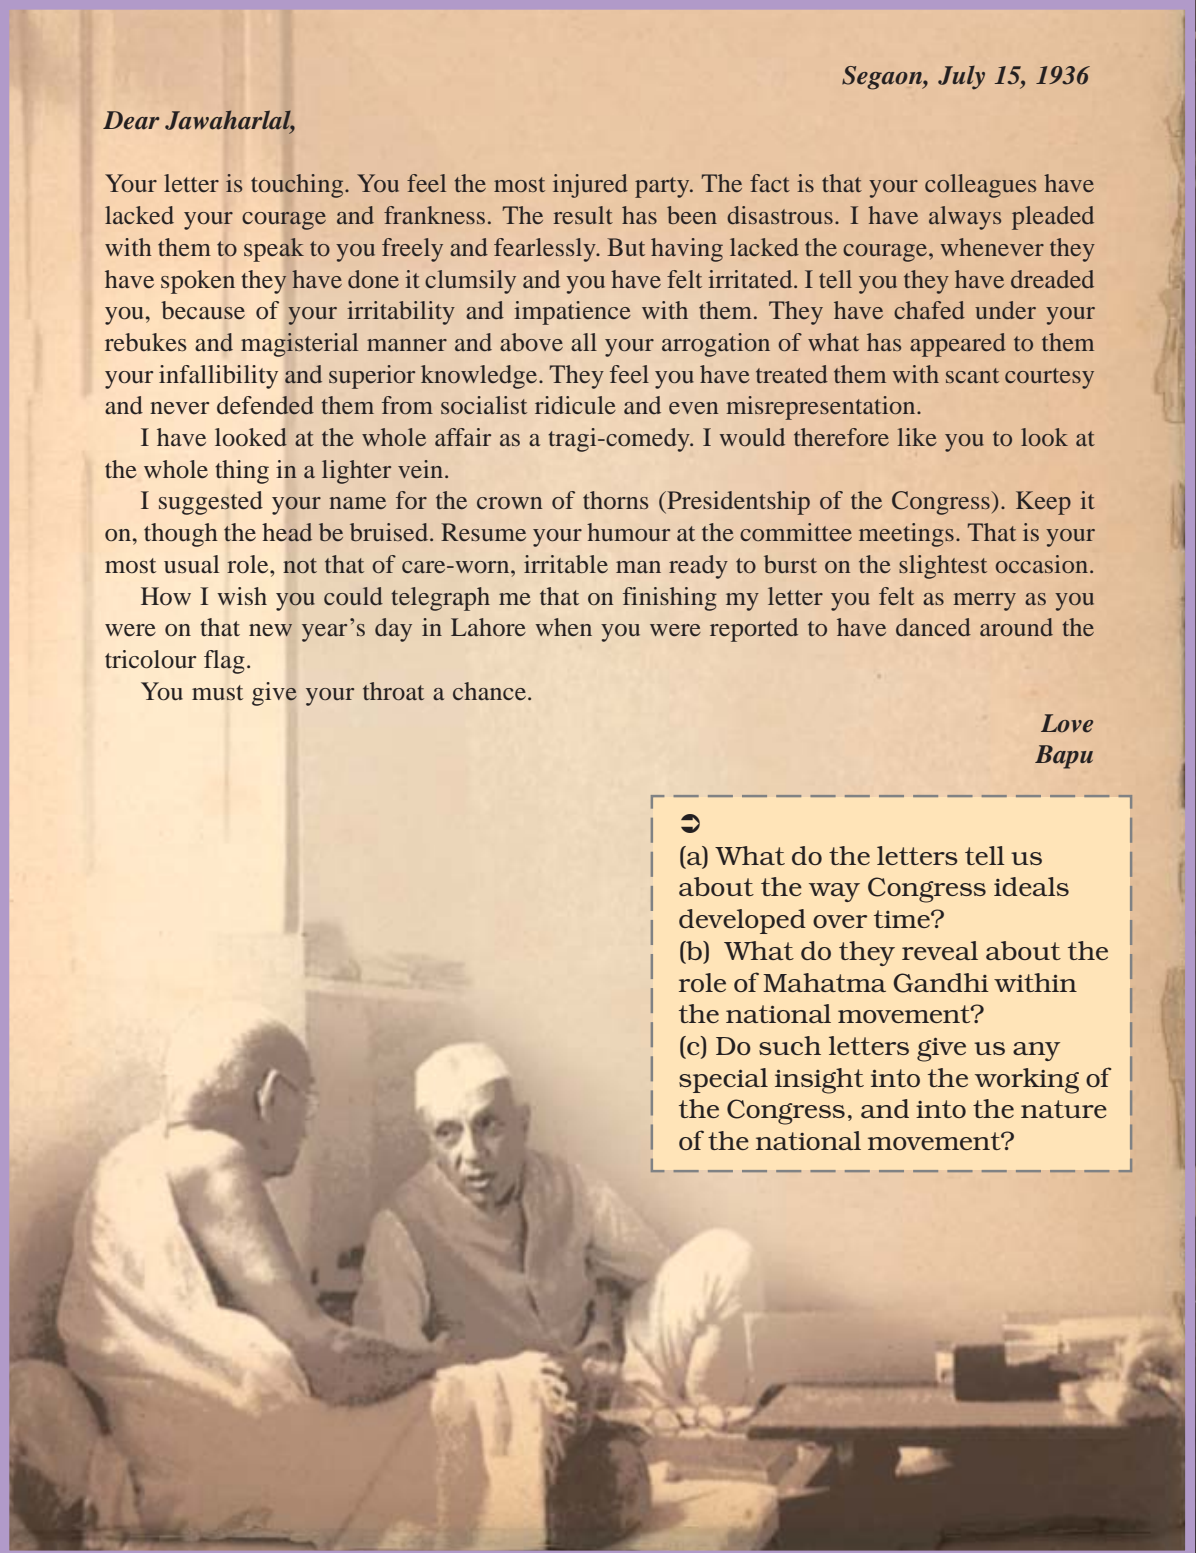 Segaon, July 15, 1936
Dear Jawaharlal,
Your letter is touching. You feel the most injured party. The fact is that your colleagues have
lacked your courage and frankness. The result has been disastrous. I have always pleaded
with them to speak to you freely and fearlessly. But having lacked the courage, whenever they
have spoken they have done it clumsily and you have felt irritated. I tell you they have dreaded
you, because of your irritability and impatience with them. They have chafed under your
rebukes and magisterial manner and above all your arrogation of what has appeared to them
your infallibility and superior knowledge. They feel you have treated them with scant courtesy
and never defended them from socialist ridicule and even misrepresentation.
I have looked at the whole affair as a tragi-comedy. I would therefore like you to look at
the whole thing in a lighter vein.
I suggested your name for the crown of thorns (Presidentship of the Congress). Keep it
on, though the head be bruised. Resume your humour at the committee meetings. That is your
most usual role, not that of care-worn, irritable man ready to burst on the slightest occasion.
How I wish you could telegraph me that on finishing my letter you felt as merry as you
were on that new year’s day in Lahore when you were reported to have danced around the
tricolour flag.
You must give your throat a chance.
Love
Bapu
➲
(a) What do the letters tell us
about the way Congress ideals
developed over time?
(b) What do they reveal about the
role of Mahatma Gandhi within
the national movement?
(c) Do such letters give us any
special insight into the working of
the Congress, and into the nature
of the national movement?